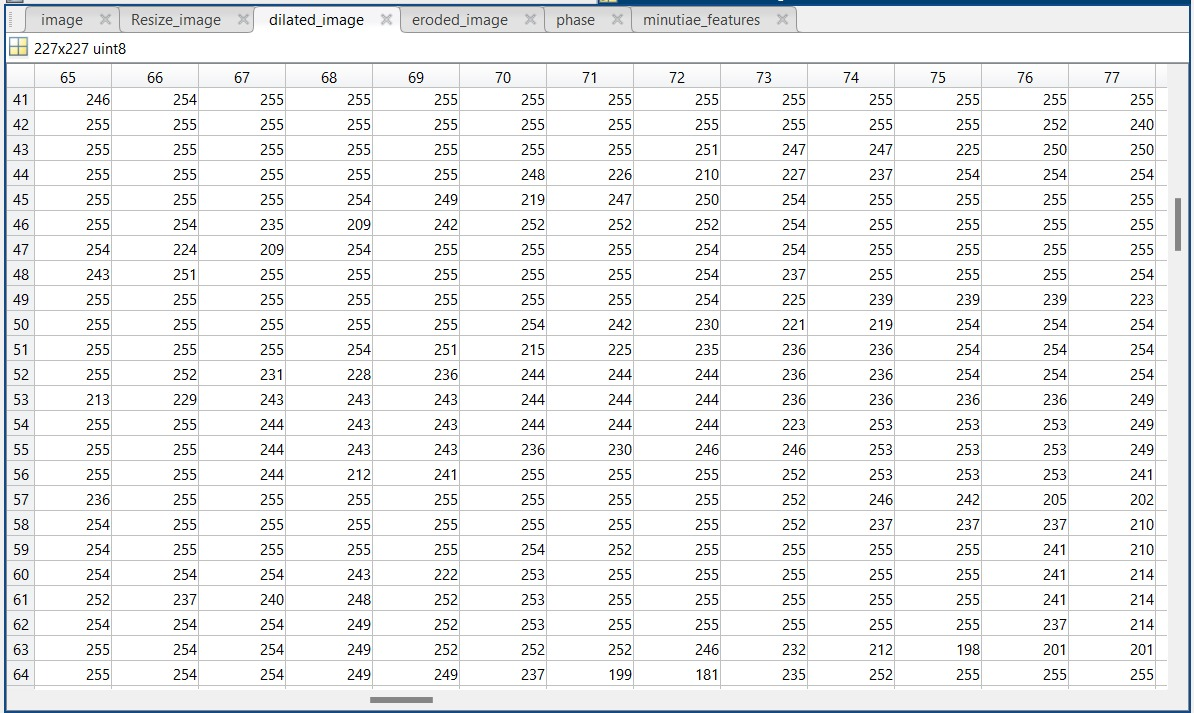 image Resize_image dilated_image eroded_image phase minutiae_features
227x227 uint8
65 66 67 68 69 70 71 72 73 74 75 76 77
41 246 254 255 255 255 255 255 255 255 255 255 255 255
42 255 255 255 255 255 255 255 255 255 255 255 252 240
43 255 255 255 255 255 255 255 251 247 247 225 250 250
44 255 255 255 255 255 248 226 210 227 237 254 254 254
45 255 255 255 254 249 219 247 250 254 255 255 255 255
46 255 254 235 209 242 252 252 252 254 255 255 255 255
47 254 224 209 254 255 255 255 254 254 255 255 255 255
48 243 251 255 255 255 255 255 254 237 255 255 255 254
49 255 255 255 255 255 255 255 254 225 239 239 239 223
50 255 255 255 255 255 254 242 230 221 219 254 254 254
51 255 255 255 254 251 215 225 235 236 236 254 254 254
52 255 252 231 228 236 244 244 244 236 236 254 254 254
53 213 229 243 243 243 244 244 244 236 236 236 236 249
54 255 255 244 243 243 244 244 244 223 253 253 253 249
55 255 255 244 243 243 236 230 246 246 253 253 253 249
56 255 255 244 212 241 255 255 255 252 253 253 253 241
57 236 255 255 255 255 255 255 255 252 246 242 205 202
58 254 255 255 255 255 255 255 255 252 237 237 237 210
59 254 255 255 255 255 254 252 255 255 255 255 241 210
60 254 254 254 243 222 253 255 255 255 255 255 241 214
61 252 237 240 248 252 253 255 255 255 255 255 241 214
62 254 254 254 249 252 253 255 255 255 255 255 237 214
63 255 254 254 249 252 252 252 246 232 212 198 201 201
64 255 254 254 249 249 237 199 181 235 252 255 255 255